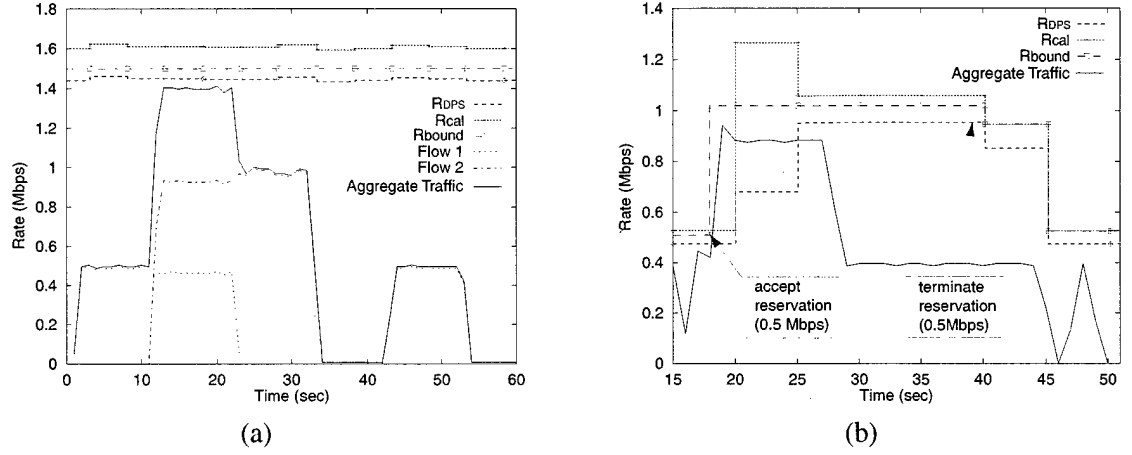 1.8
1.6
1.4
1.2
1
0.8
0.6
0.4
0.2
0
Rate (Mbps)
RDPS
Rcal
Rbound
Flow 1
Flow 2
Aggregate Traffic
0 10 20 30 40 50 60
Time (sec)
(a)
1.4
1.2
1
0.8
0.6
0.4
0.2
0
Rate (Mbps)
RDPS
Rcal
Rbound
Aggregate Traffic
accept
reservation
(0.5 Mbps)
terminate
reservation
(0.5Mbps)
15 20 25 30 35 40 45 50
Time (sec)
(b)